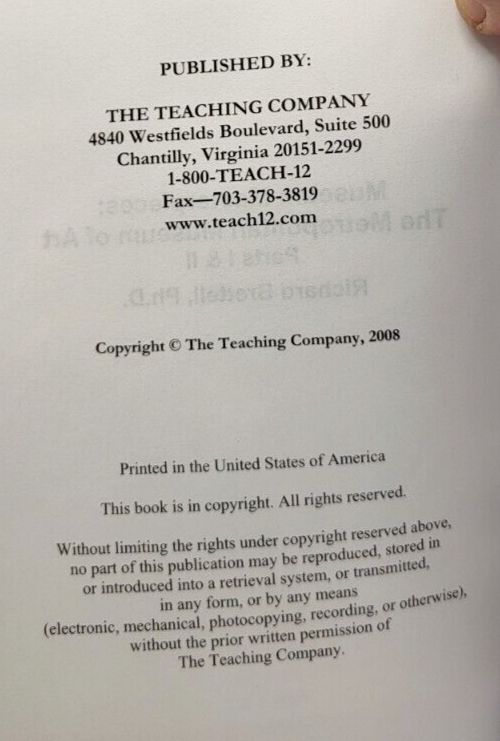 PUBLISHED BY:
THE TEACHING COMPANY
4840 Westfields Boulevard, Suite 500
Chantilly, Virginia 20151-2299
1-800-TEACH-12
Fax—703-378-3819
www.teach12.com
Copyright © The Teaching Company, 2008
Printed in the United States of America
This book is in copyright. All rights reserved.
Without limiting the rights under copyright reserved above,
no part of this publication may be reproduced, stored in
or introduced into a retrieval system, or transmitted,
in any form, or by any means
(electronic, mechanical, photocopying, recording, or otherwise),
without the prior written permission of
The Teaching Company.